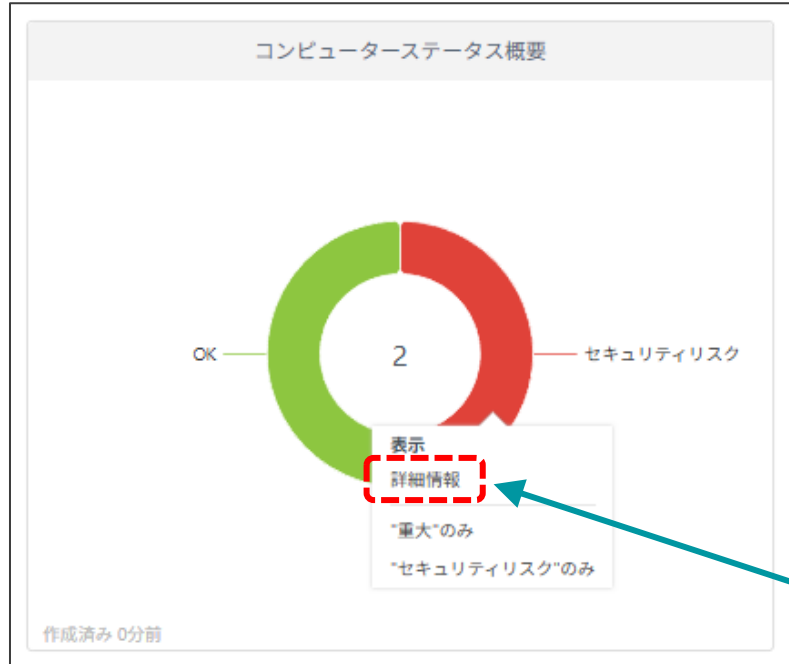 コンピューターステータス概要
OK
2
セキュリティリスク
表示
詳細情報
"重大"のみ
"セキュリティリスク"のみ
作成済み 0分前